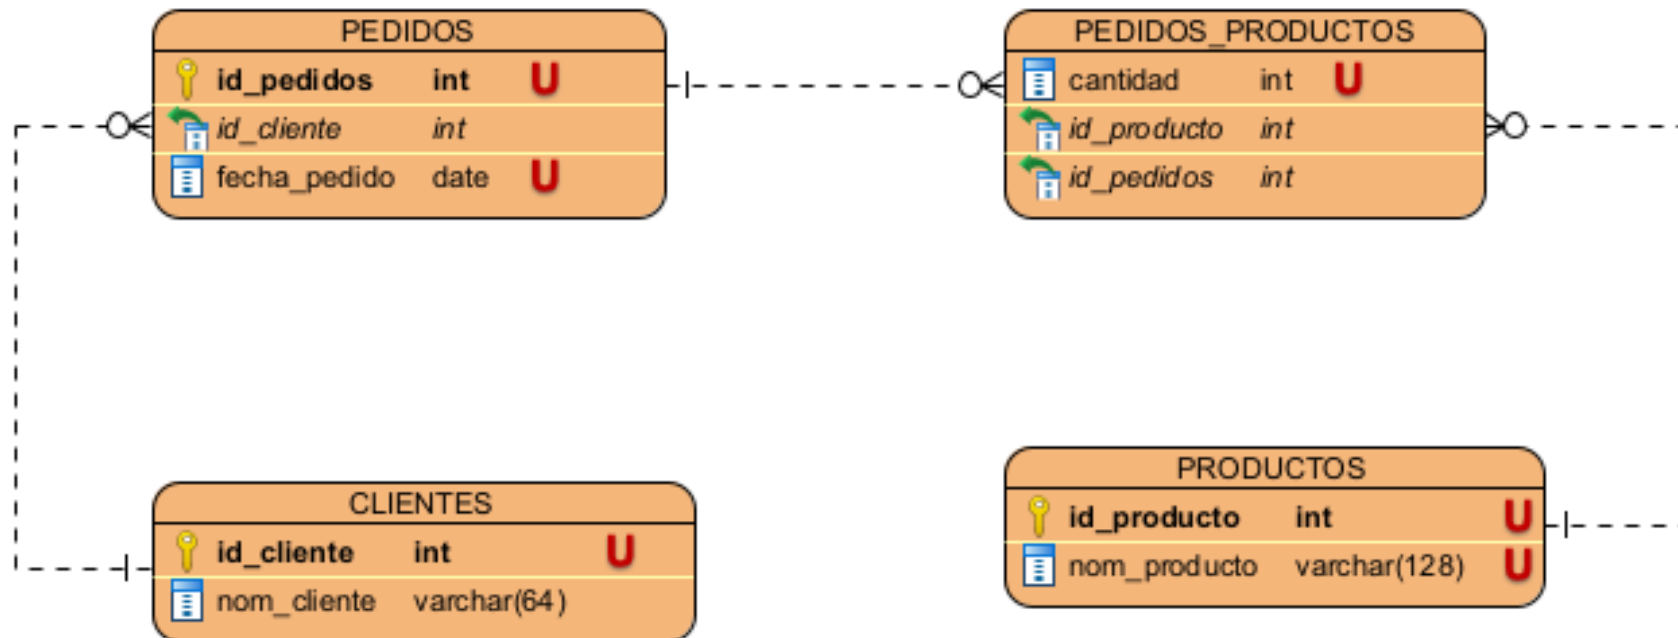 PEDIDOS
id_pedidos int U
id_cliente int
fecha_pedido date U
PEDIDOS_PRODUCTOS
cantidad int U
id_producto int
id_pedidos int
CLIENTES
id_cliente int U
nom_cliente varchar(64)
PRODUCTOS
id_producto int U
nom_producto varchar(128) U